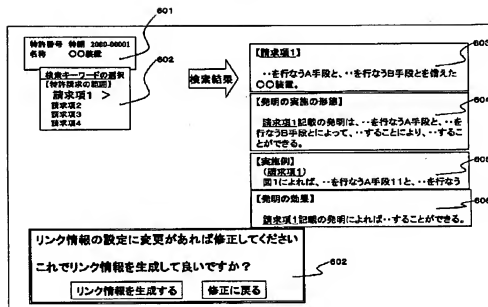 601
特許番号 特願 2000-00001
名称 〇〇装置
602
検索キーワードの選択
【特許請求の範囲】
請求項1 >
請求項2
請求項3
請求項4
検索結果
603
【請求項1】
・・を行なうA手段と、・・を行なうB手段とを備えた
〇〇装置。
604
【発明の実施の形態】
請求項1記載の発明は、・・を行なうA手段と、・・を
行なうB手段とによって、・・することにより、・・するこ
とができる。
605
【実施例】
(請求項1)
図1によれば、・・を行なうA手段11と、・・を行なう
【発明の効果】
606
請求項1記載の発明によれば・・することができる。
リンク情報の設定に変更があれば修正してください
これでリンク情報を生成して良いですか?
602
リンク情報を生成する 修正に戻る